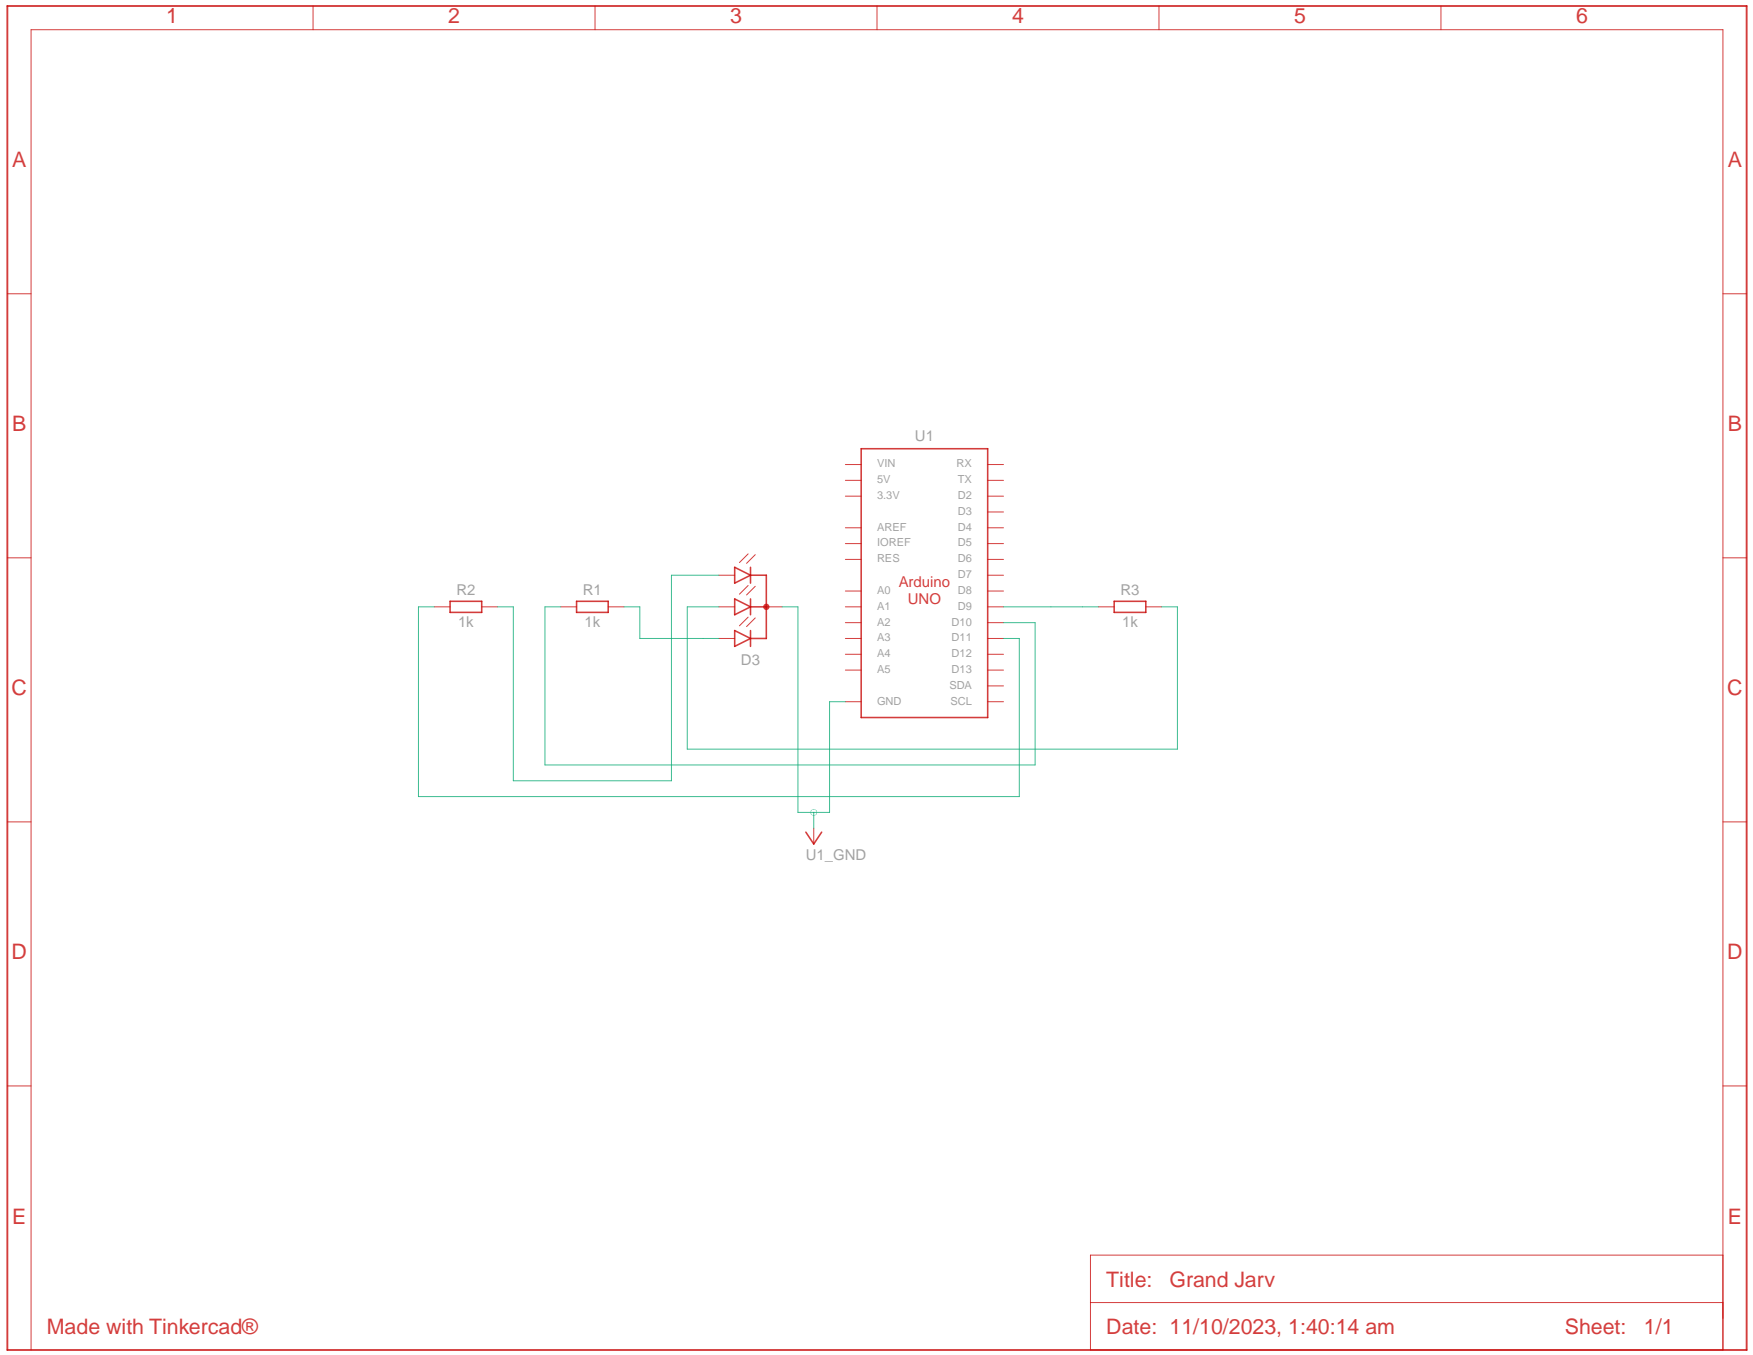 1 2 3 4 5 6
A A
B B
U1
VIN RX
5V TX
3.3V D2
D3
AREF D4
IOREF D5
RES D6
D7
Arduino
UNO
A0 D8
A1 D9
A2 D10
A3 D11
A4 D12
A5 D13
SDA
GND SCL
R2
1k
R1
1k
D3
R3
1k
C C
U1_GND
D D
E E
Title: Grand Jarv
Made with Tinkercad®
Date: 11/10/2023, 1:40:14 am Sheet: 1/1